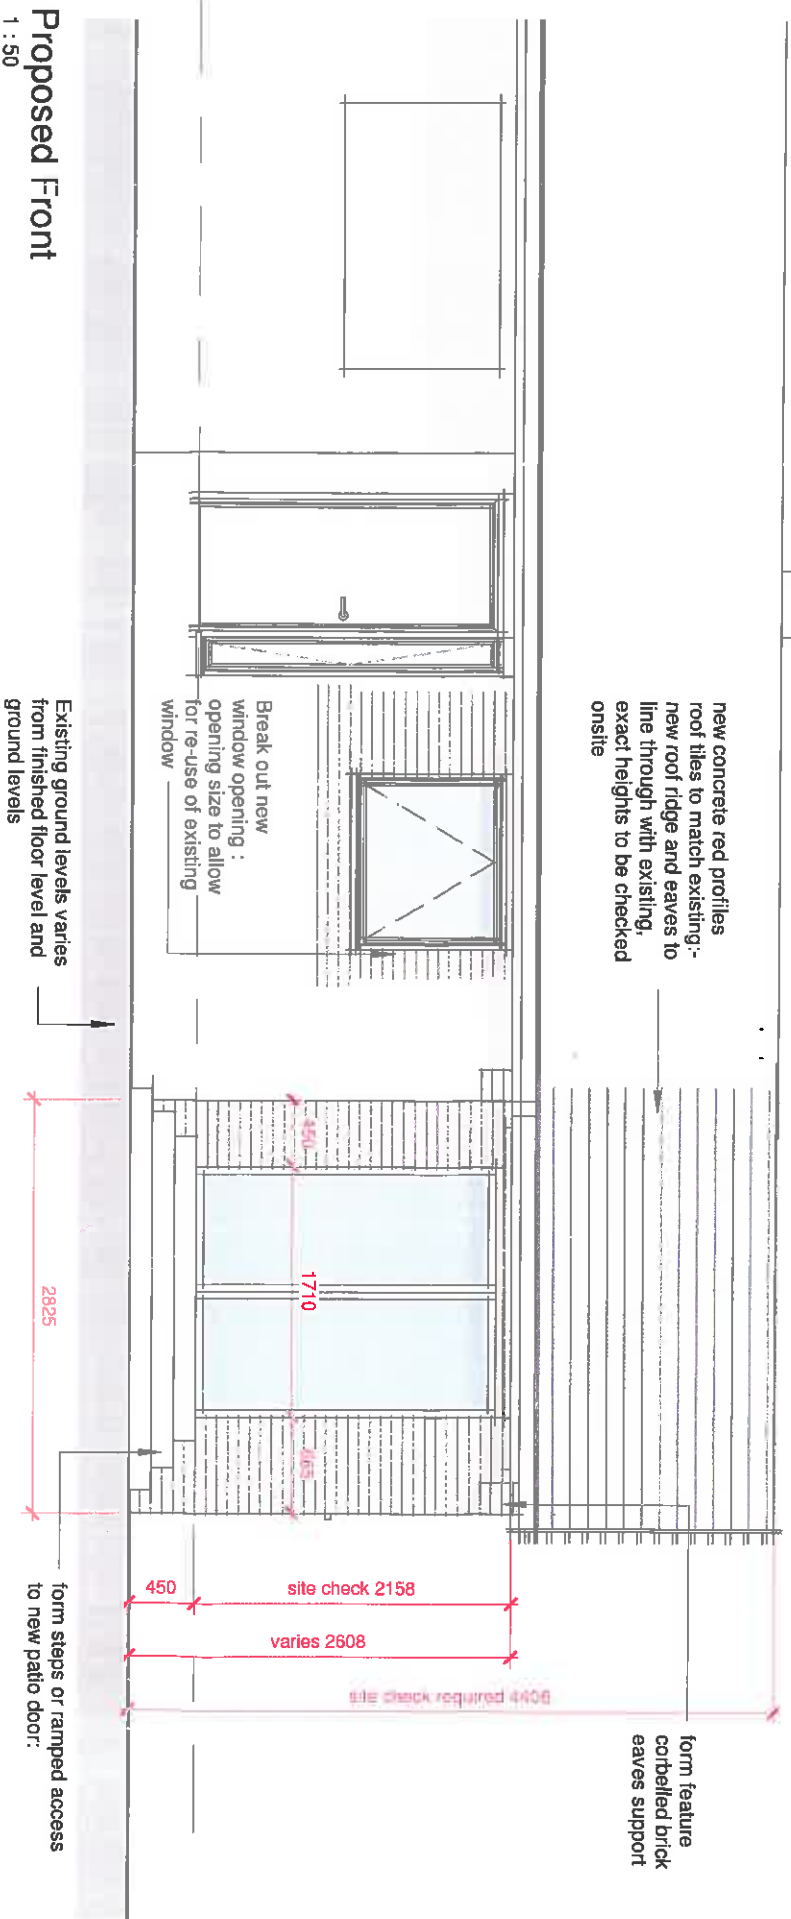 new concrete red profiles
roof tiles to match existing:-
new roof ridge and eaves to
line through with existing,
exact heights to be checked
onsite
form feature
corbelled brick
eaves support
Break out new
window opening :
opening size to allow
for re-use of existing
window
450
1710
665
site check 2158
450
varies 2608
site check required 4406
2825
Existing ground levels varies
from finished floor level and
ground levels
form steps or ramped access
to new patio door:
Proposed Front
1 : 50